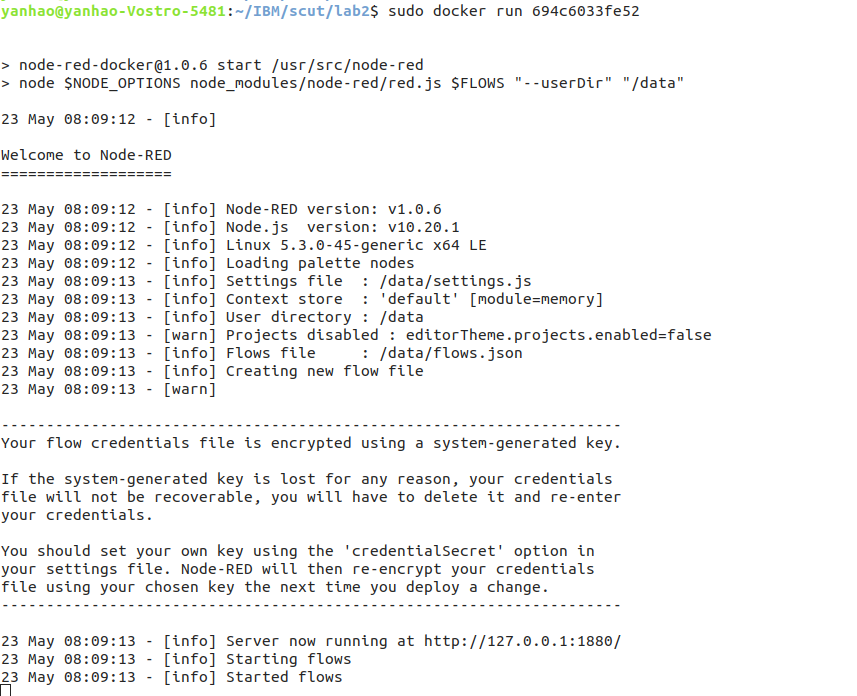 yanhao@yanhao-Vostro-5481:~/IBM/scut/lab2$ sudo docker run 694c6033fe52
> node-red-docker@1.0.6 start /usr/src/node-red
> node $NODE_OPTIONS node_modules/node-red/red.js $FLOWS "--userDir" "/data"
23 May 08:09:12 - [info]
Welcome to Node-RED
===================
23 May 08:09:12 - [info] Node-RED version: v1.0.6
23 May 08:09:12 - [info] Node.js  version: v10.20.1
23 May 08:09:12 - [info] Linux 5.3.0-45-generic x64 LE
23 May 08:09:12 - [info] Loading palette nodes
23 May 08:09:13 - [info] Settings file  : /data/settings.js
23 May 08:09:13 - [info] Context store  : 'default' [module=memory]
23 May 08:09:13 - [info] User directory : /data
23 May 08:09:13 - [warn] Projects disabled : editorTheme.projects.enabled=false
23 May 08:09:13 - [info] Flows file     : /data/flows.json
23 May 08:09:13 - [info] Creating new flow file
23 May 08:09:13 - [warn]
---------------------------------------------------------------------
Your flow credentials file is encrypted using a system-generated key.
If the system-generated key is lost for any reason, your credentials
file will not be recoverable, you will have to delete it and re-enter
your credentials.
You should set your own key using the 'credentialSecret' option in
your settings file. Node-RED will then re-encrypt your credentials
file using your chosen key the next time you deploy a change.
---------------------------------------------------------------------
23 May 08:09:13 - [info] Server now running at http://127.0.0.1:1880/
23 May 08:09:13 - [info] Starting flows
23 May 08:09:13 - [info] Started flows